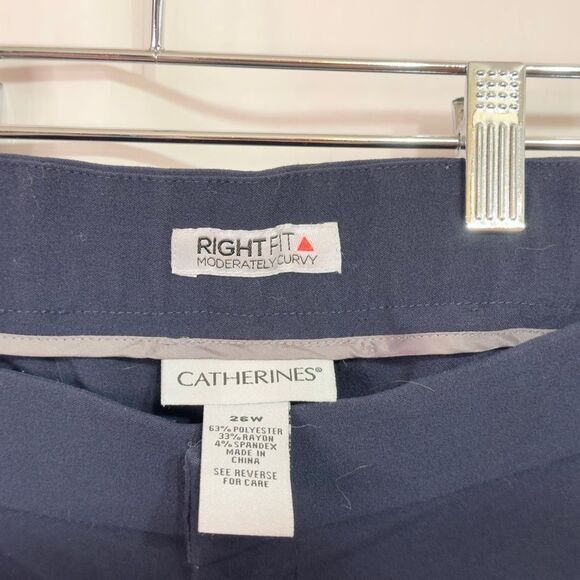 RIGHT FIT
MODERATELY CURVY
CATHERINES®
26W
63% POLYESTER
33% RAYON
4% SPANDEX
MADE IN
CHINA
SEE REVERSE
FOR CARE